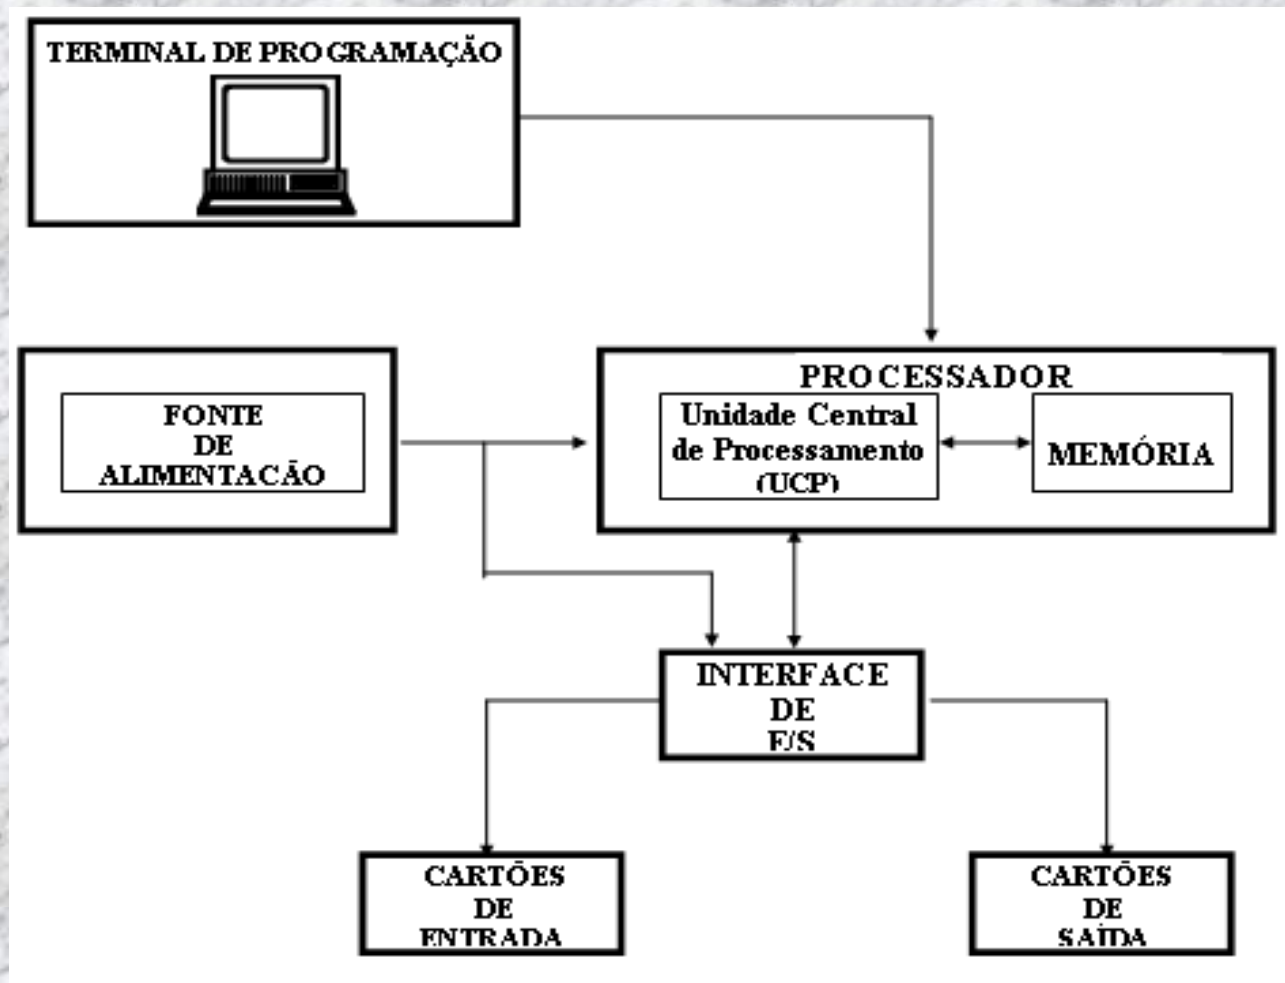 TERMINAL DE PROGRAMAÇÃO
FONTE
DE
ALIMENTACÃO
PROCESSADOR
Unidade Central
de Processamento
(UCP)
MEMÓRIA
INTERFACE
DE
E/S
CARTÕES
DE
ENTRADA
CARTÕES
DE
SAÍDA